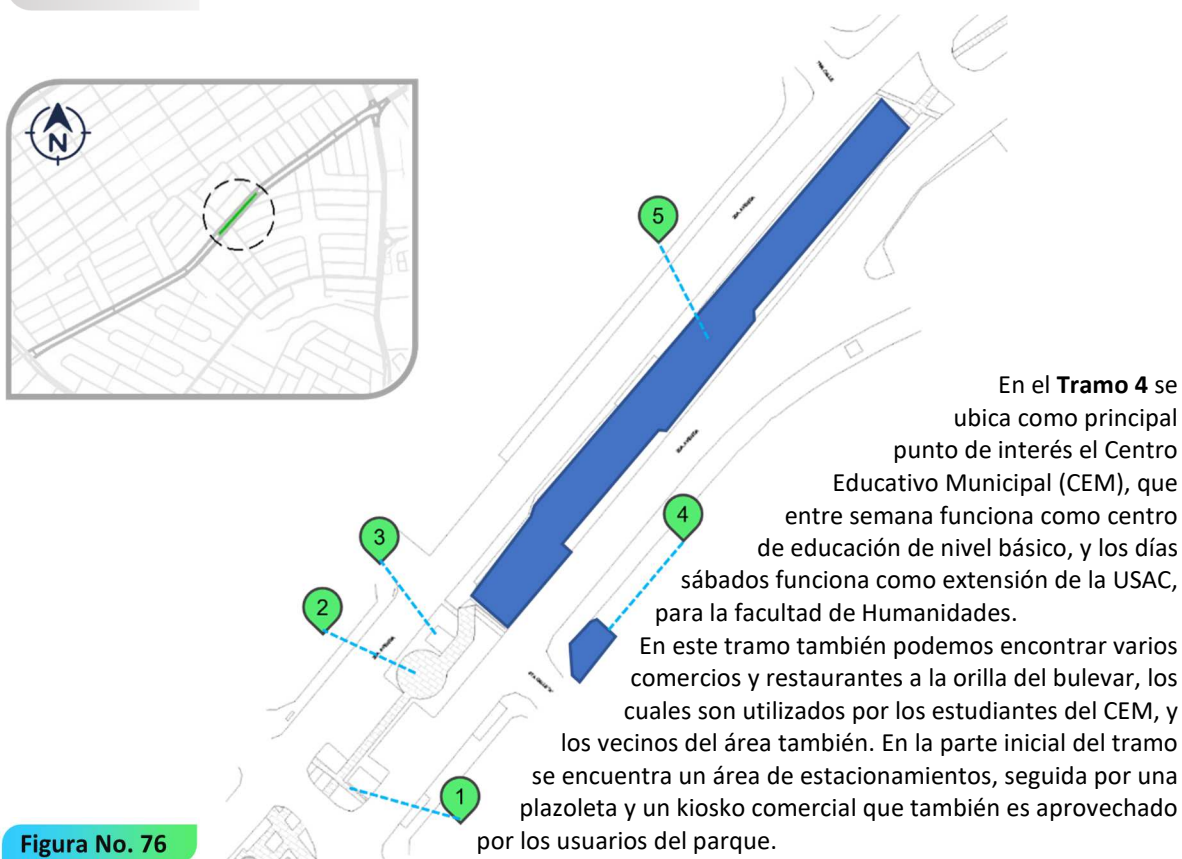 N
5
En el Tramo 4 se
ubica como principal
punto de interés el Centro
Educativo Municipal (CEM), que
4
entre semana funciona como centro
3
de educación de nivel básico, y los días
sábados funciona como extensión de la USAC,
2
para la facultad de Humanidades.
En este tramo también podemos encontrar varios
comercios y restaurantes a la orilla del bulevar, los
cuales son utilizados por los estudiantes del CEM, y
los vecinos del área también. En la parte inicial del tramo
se encuentra un área de estacionamientos, seguida por una
1
plazoleta y un kiosko comercial que también es aprovechado
por los usuarios del parque.
Figura No. 76